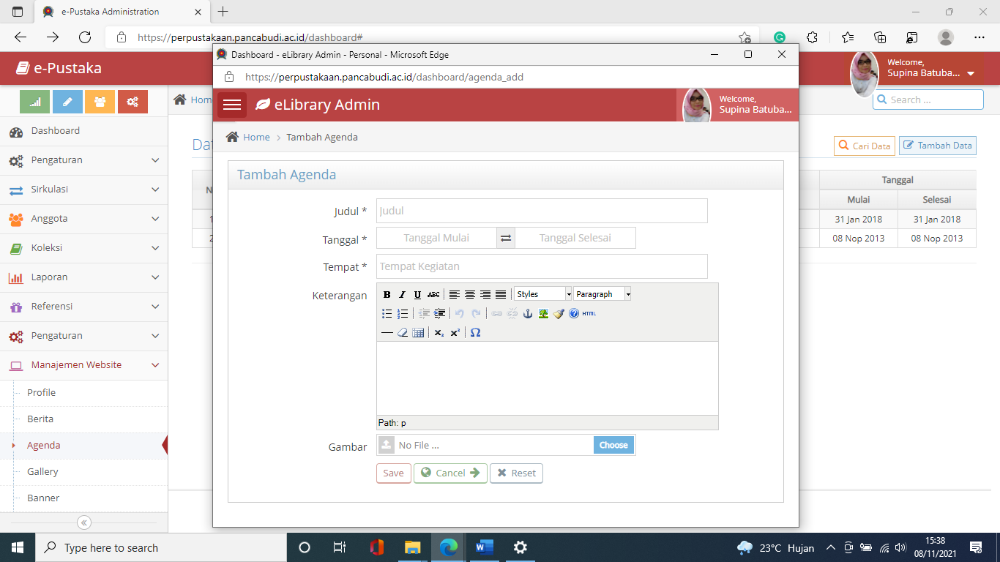 e-Pustaka Administration
https://perpustakaan.pancabudi.ac.id/dashboard#
e-Pustaka
Welcome,
Supina Batuba...
Hom
Search ...
Dashboard
Pengaturan
Sirkulasi
Anggota
Koleksi
Laporan
Referensi
Pengaturan
Manajemen Website
Profile
Berita
Agenda
Gallery
Banner
Dat
Cari Data
Tambah Data
N
Tanggal
Mulai
Selesai
1
31 Jan 2018
31 Jan 2018
2
08 Nop 2013
08 Nop 2013
Dashboard - eLibrary Admin - Personal - Microsoft Edge
https://perpustakaan.pancabudi.ac.id/dashboard/agenda_add
eLibrary Admin
Welcome,
Supina Batuba...
Home > Tambah Agenda
Tambah Agenda
Judul * Judul
Tanggal * Tanggal Mulai Tanggal Selesai
Tempat * Tempat Kegiatan
Keterangan
B I U ABC Styles Paragraph
HTML
x₂ x² Ω
Path: p
Gambar No File ... Choose
Save Cancel Reset
Type here to search
23°C Hujan
15:38
08/11/2021